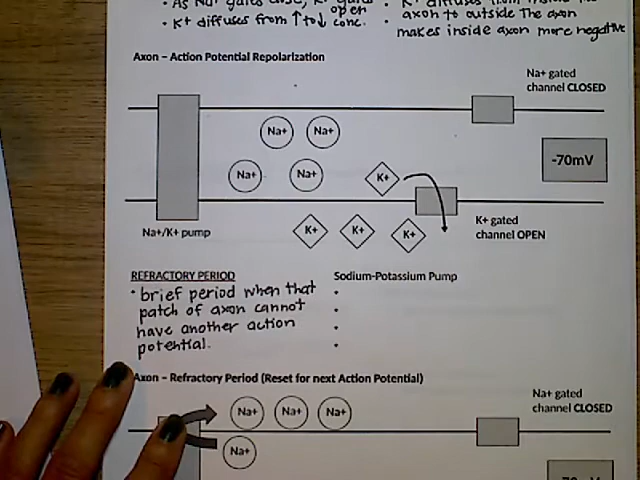 • As Na+ gates close, K+ gates
open
• K+ diffuses from ↑ to ↓ conc.
• K+ diffuses from inside the
axon to outside The axon
• makes inside axon more negative
Axon – Action Potential Repolarization
Na+ gated
channel CLOSED
Na+ Na+
-70mV
Na+ Na+ K+
K+ K+ K+
K+ gated
channel OPEN
Na+/K+ pump
REFRACTORY PERIOD
• brief period when that
patch of axon cannot
have another action
potential.
Sodium-Potassium Pump
•
•
•
•
Axon – Refractory Period (Reset for next Action Potential)
Na+ gated
channel CLOSED
Na+ Na+ Na+
Na+
-70mV